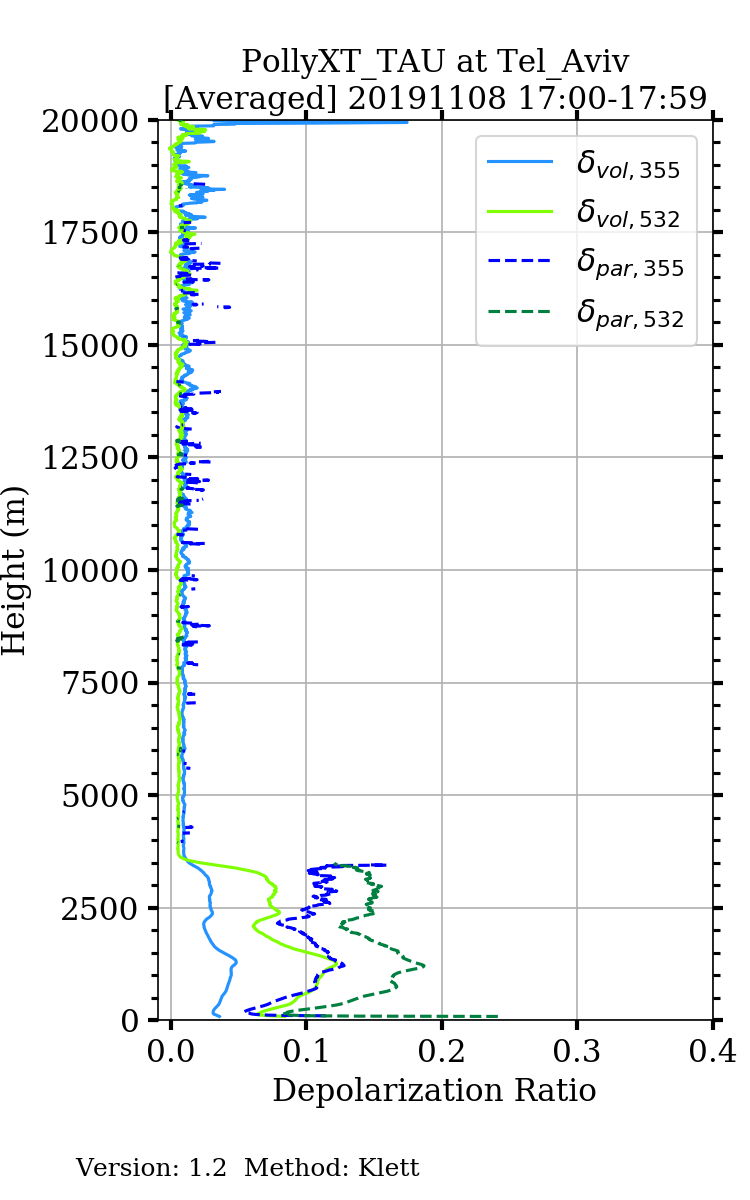 PollyXT_TAU at Tel_Aviv
[Averaged] 20191108 17:00-17:59
20000
17500
15000
12500
10000
7500
5000
2500
0
Height (m)
δvol, 355
δvol, 532
δpar, 355
δpar, 532
0.0 0.1 0.2 0.3 0.4
Depolarization Ratio
Version: 1.2 Method: Klett